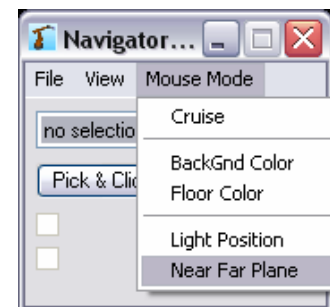 Navigator...
File View Mouse Mode
Cruise
no selectio
BackGnd Color
Pick & Clic
Floor Color
Light Position
Near Far Plane